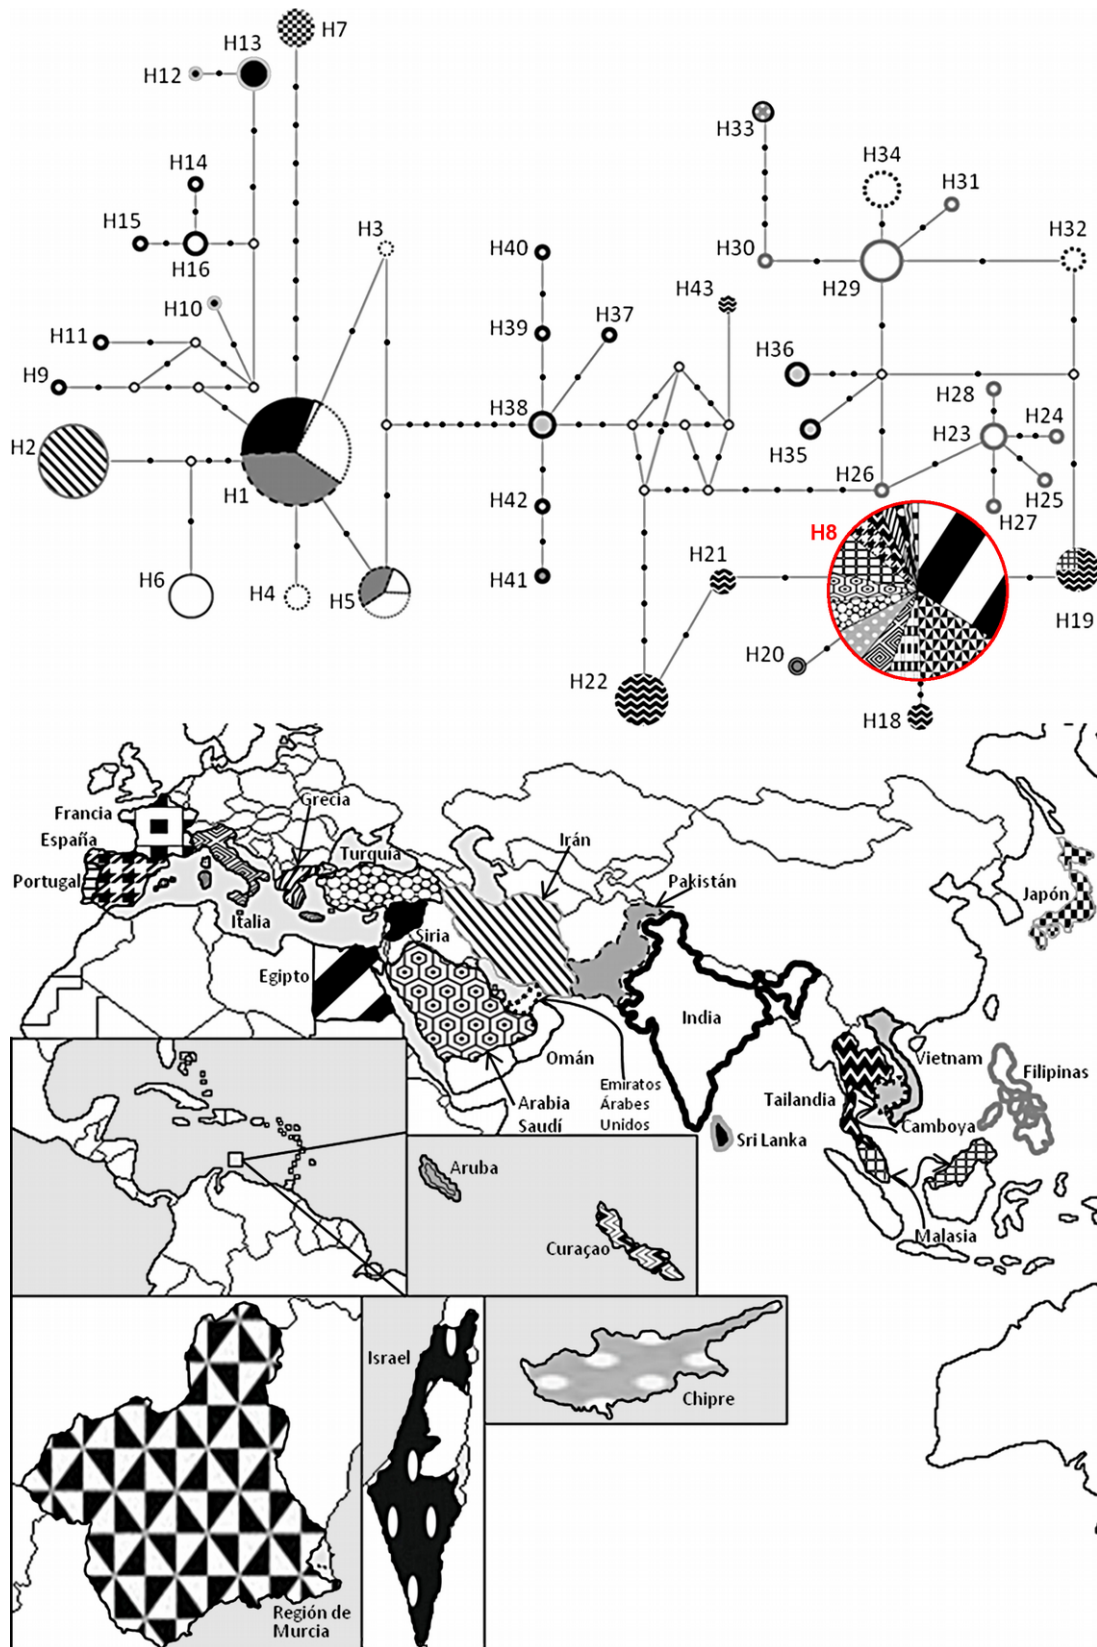 H7
H13
H12
H33
H34
H14
H31
H15
H3
H40
H32
H16
H30
H29
H43
H10
H39
H37
H11
H36
H9
H28
H24
H38
H23
H2
H35
H26
H25
H1
H42
H27
H8
H21
H6
H4
H5
H41
H19
H20
H22
H18
Grecia
Francia
España
Turquía
Irán
Pakistán
Portugal
Japón
Italia
Siria
Egipto
India
Omán
Vietnam
Filipinas
Emiratos
Árabes
Unidos
Tailandia
Arabia
Saudí
Camboya
Sri Lanka
Aruba
Curaçao
Malasia
Israel
Chipre
Región de
Murcia